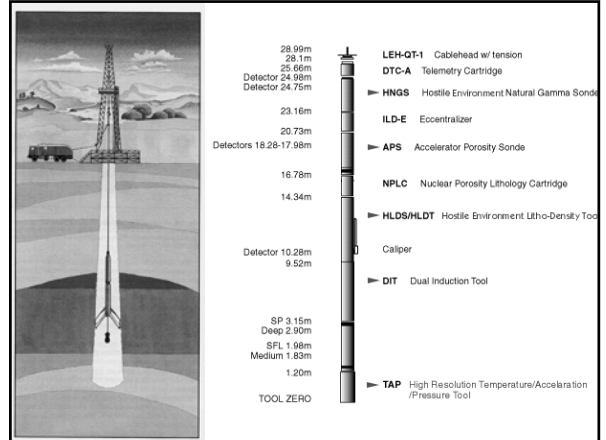 28.99m
28.1m
25.66m
Detector 24.98m
Detector 24.75m
23.16m
20.73m
Detectors 18.28-17.98m
16.78m
14.34m
Detector 10.28m
9.52m
SP 3.15m
Deep 2.90m
SFL 1.98m
Medium 1.83m
1.20m
TOOL ZERO
LEH-QT-1 Cablehead w/ tension
DTC-A Telemetry Cartridge
HNGS Hostile Environment Natural Gamma Sonde
ILD-E Eccentralizer
APS Accelerator Porosity Sonde
NPLC Nuclear Porosity Lithology Cartridge
HLDS/HLDT Hostile Environment Litho-Density Too
Caliper
DIT Dual Induction Tool
TAP High Resolution Temperature/Accelaration
/Pressure Tool